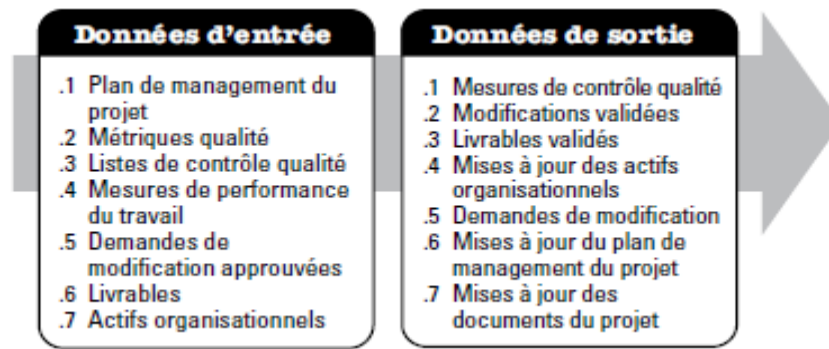 Données d'entrée
.1 Plan de management du
projet
.2 Métriques qualité
.3 Listes de contrôle qualité
.4 Mesures de performance
du travail
.5 Demandes de
modification approuvées
.6 Livrables
.7 Actifs organisationnels
Données de sortie
.1 Mesures de contrôle qualité
.2 Modifications validées
.3 Livrables validés
.4 Mises à jour des actifs
organisationnels
.5 Demandes de modification
.6 Mises à jour du plan de
management du projet
.7 Mises à jour des
documents du projet